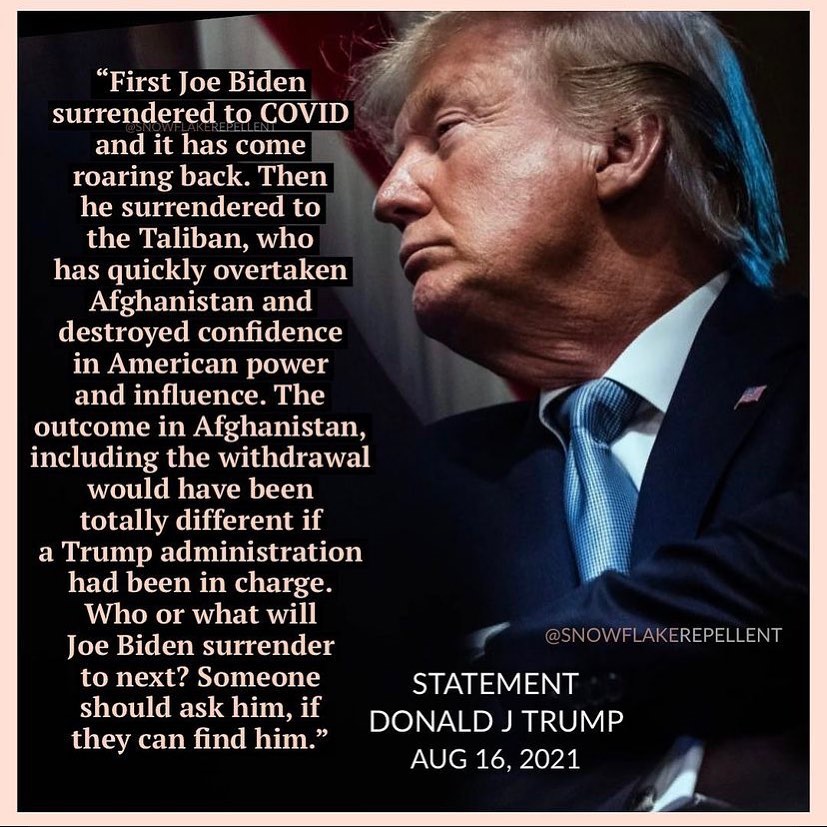 “First Joe Biden
surrendered to COVID
@SNOWFLAKEREPELLENT
and it has come
roaring back. Then
he surrendered to
the Taliban, who
has quickly overtaken
Afghanistan and
destroyed confidence
in American power
and influence. The
outcome in Afghanistan,
including the withdrawal
would have been
totally different if
a Trump administration
had been in charge.
Who or what will
Joe Biden surrender
to next? Someone
should ask him, if
they can find him.”
@SNOWFLAKEREPELLENT
STATEMENT
DONALD J TRUMP
AUG 16, 2021